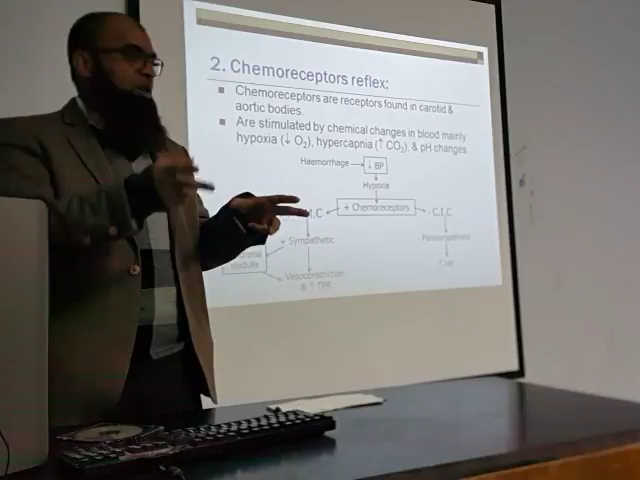 2. Chemoreceptors reflex:
Chemoreceptors are receptors found in carotid &
aortic bodies.
Are stimulated by chemical changes in blood mainly
hypoxia (↓ O2), hypercapnia (↑ CO2), & pH changes
Haemorrhage
↓ BP
Hypoxia
+ Chemoreceptors
- C.I.C
+ Sympathetic
Parasympathetic
↑ HR
medulla
Vasoconstriction
& ↑ TPR